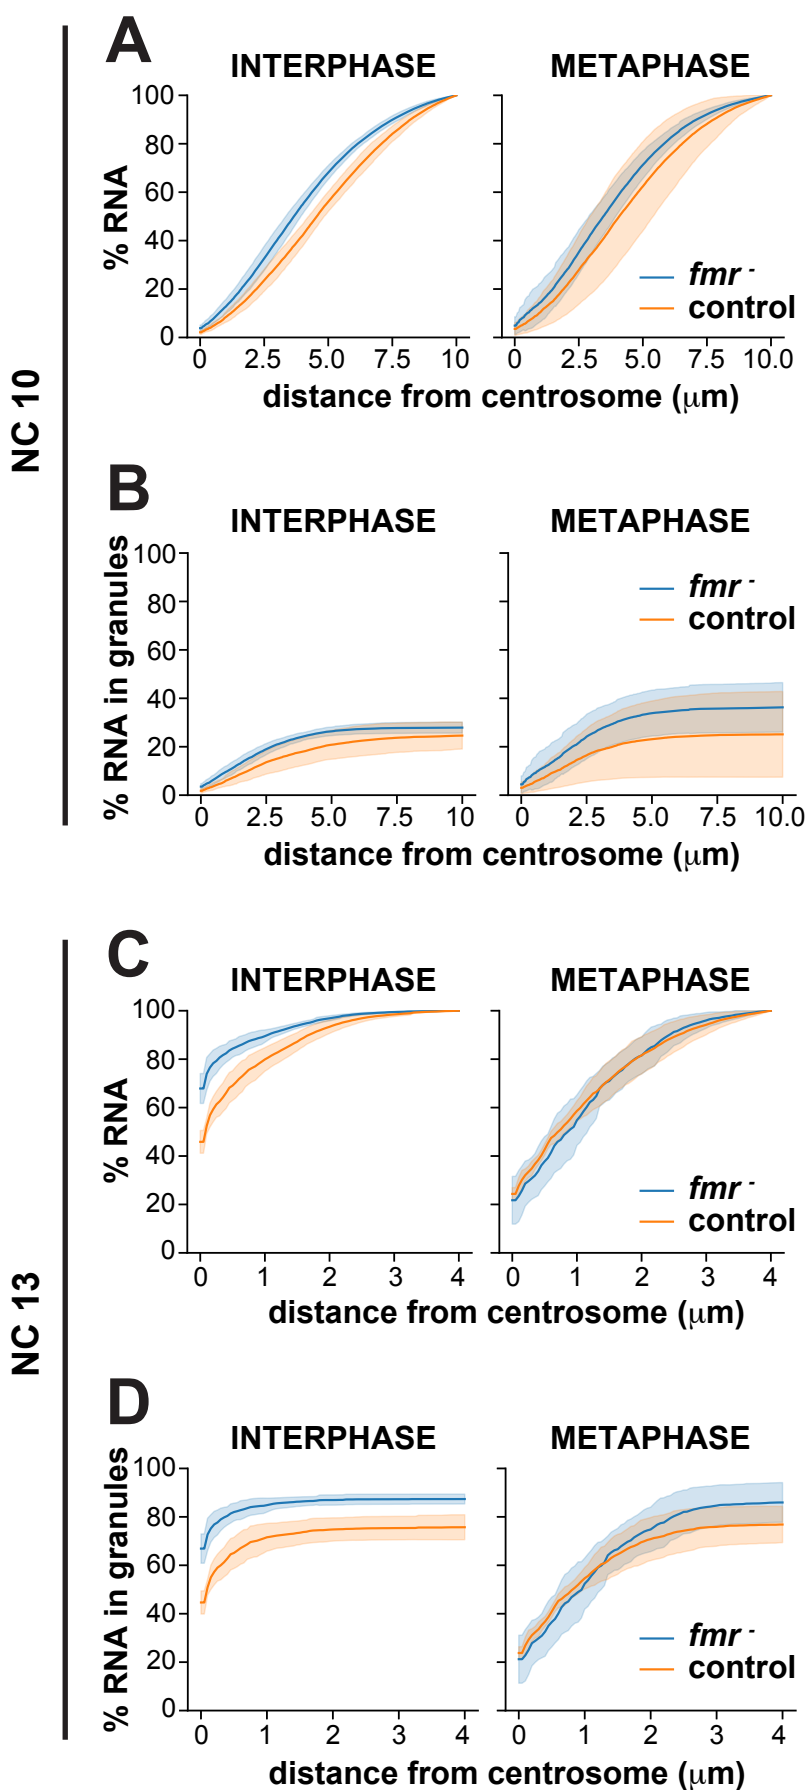 NC 10
A
INTERPHASE
METAPHASE
% RNA
100
80
60
40
20
0
0 2.5 5.0 7.5 10
0 2.5 5.0 7.5 10.0
fmr -
control
distance from centrosome (μm)
B
INTERPHASE
METAPHASE
% RNA in granules
100
80
60
40
20
0
0 2.5 5.0 7.5 10
0 2.5 5.0 7.5 10.0
fmr -
control
distance from centrosome (μm)
NC 13
C
INTERPHASE
METAPHASE
% RNA
100
80
60
40
20
0
0 1 2 3 4
0 1 2 3 4
fmr -
control
distance from centrosome (μm)
D
INTERPHASE
METAPHASE
% RNA in granules
100
80
60
40
20
0
0 1 2 3 4
0 1 2 3 4
fmr -
control
distance from centrosome (μm)